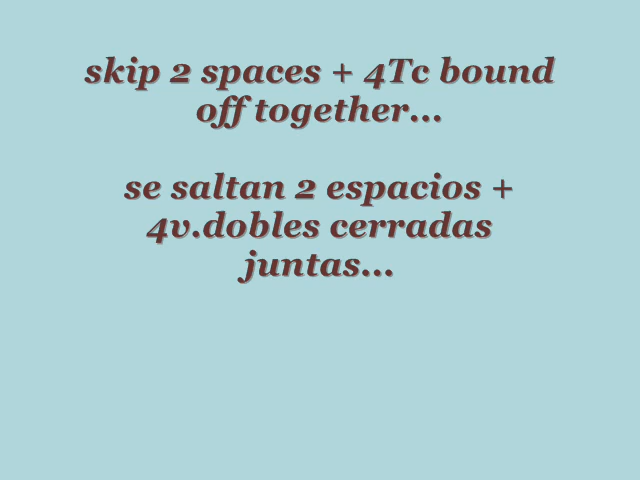 skip 2 spaces + 4Tc bound
off together...
se saltan 2 espacios +
4v.dobles cerradas
juntas...